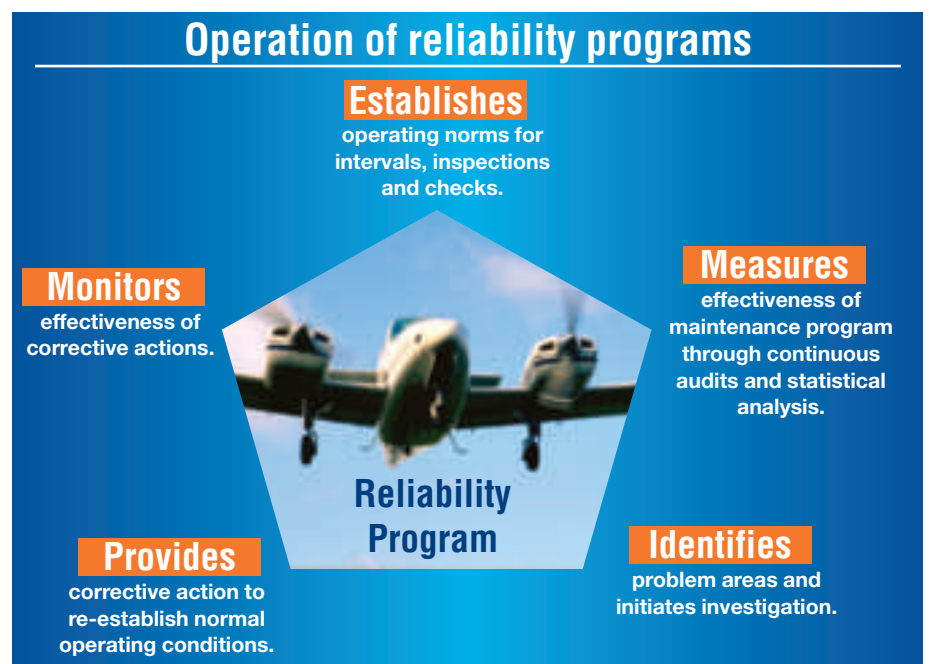 Operation of reliability programs
Establishes
operating norms for
intervals, inspections
and checks.
Measures
effectiveness of
maintenance program
through continuous
audits and statistical
analysis.
Identifies
problem areas and
initiates investigation.
Provides
corrective action to
re-establish normal
operating conditions.
Monitors
effectiveness of
corrective actions.
Reliability
Program